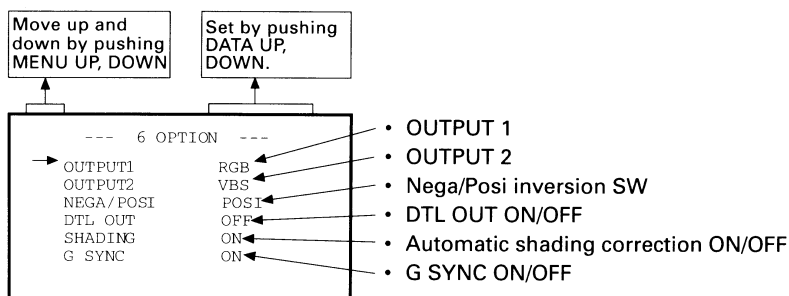 Move up and
down by pushing
MENU UP, DOWN
Set by pushing
DATA UP,
DOWN.
--- 6 OPTION ---
OUTPUT1 RGB
OUTPUT2 VBS
NEGA/POSI POSI
DTL OUT OFF
SHADING ON
G SYNC ON
• OUTPUT 1
• OUTPUT 2
• Nega/Posi inversion SW
• DTL OUT ON/OFF
• Automatic shading correction ON/OFF
• G SYNC ON/OFF